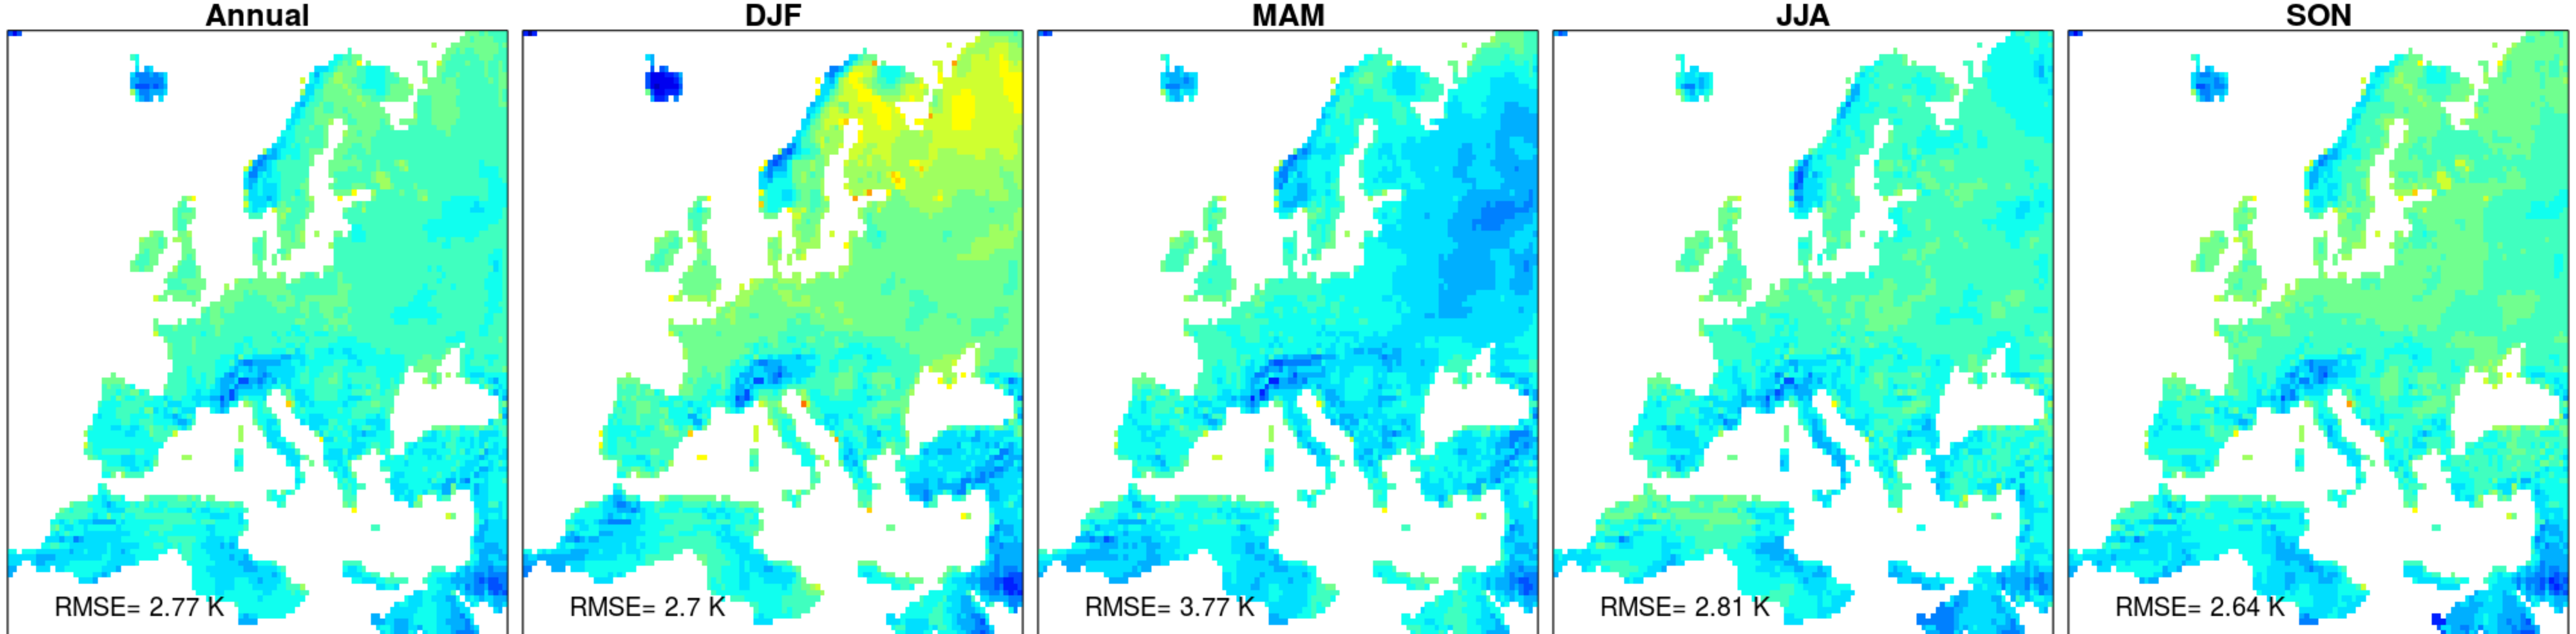 Annual DJF MAM JJA SON
RMSE= 2.77 K RMSE= 2.7 K RMSE= 3.77 K RMSE= 2.81 K RMSE= 2.64 K